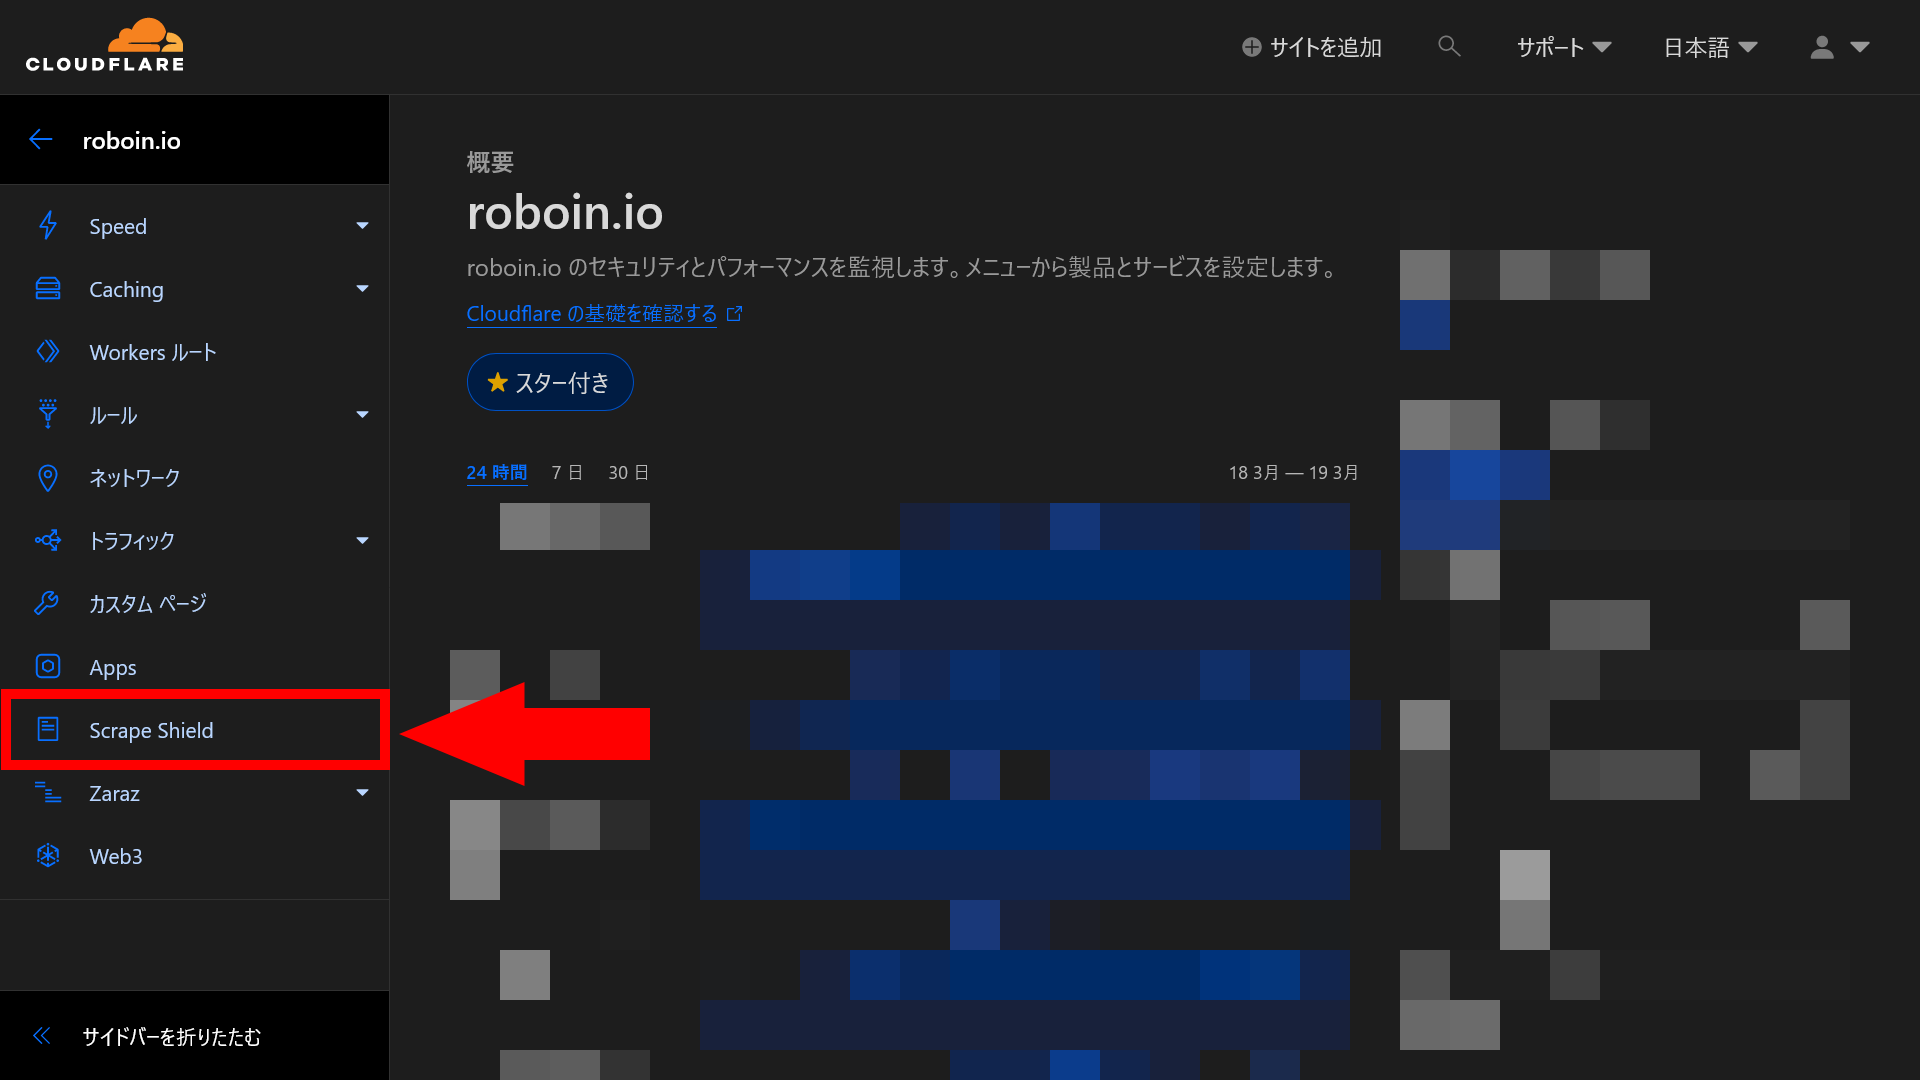 CLOUDFLARE
サイトを追加
サポート
日本語
roboin.io
Speed
Caching
Workers ルート
ルール
ネットワーク
トラフィック
カスタム ページ
Apps
Scrape Shield
Zaraz
Web3
サイドバーを折りたたむ
概要
roboin.io
roboin.io のセキュリティとパフォーマンスを監視します。メニューから製品とサービスを設定します。
Cloudflare の基礎を確認する
スター付き
24 時間 7 日 30 日
18 3月 — 19 3月